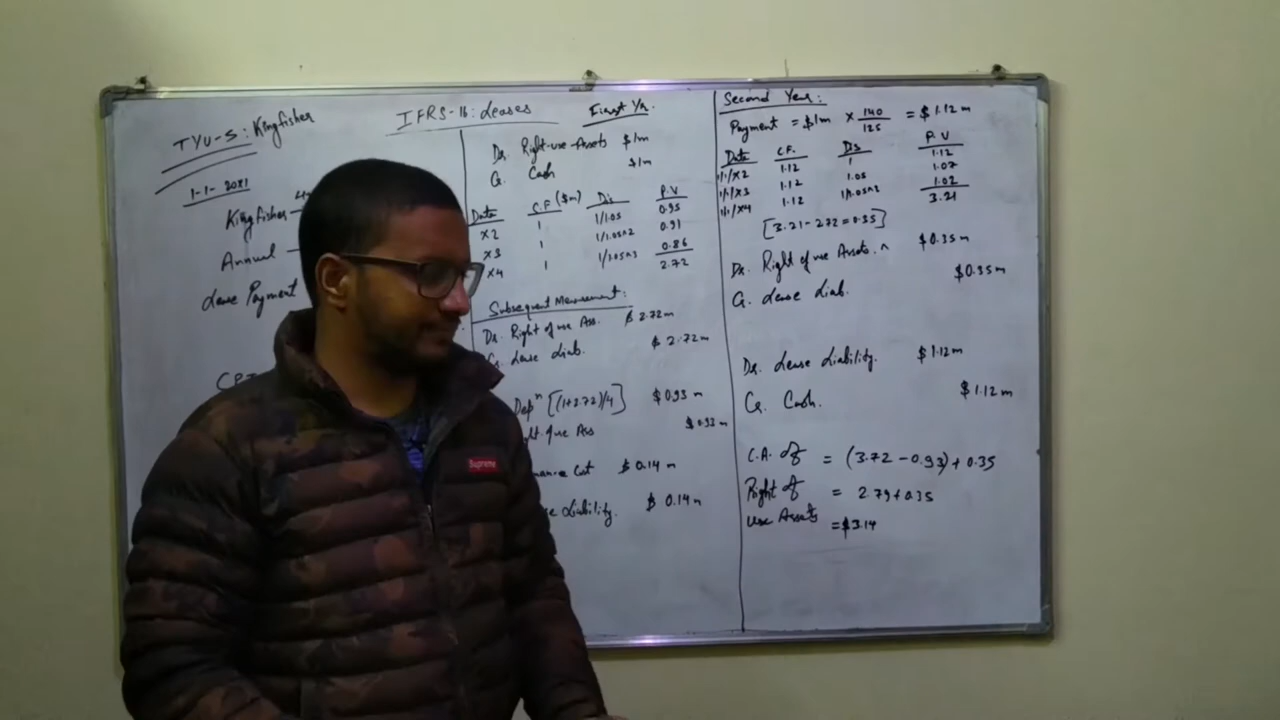 TYU-5: Kingfisher
1-1-20X1
Kingfisher
Annual
Lease Payment
IFRS-16: Leases
First Yr.
Dr. Right-use-Assets $1m
Cr. Cash $1m
Date C.F ($m) Dis P.V
X2 1 1/1.05 0.95
X3 1 1/1.05^2 0.91
X4 1 1/1.05^3 0.86
2.72
Subsequent Measurement:
Dr. Right of use Ass. $ 2.72m
Cr. Lease Liab. $ 2.72m
Depn [(1+2.72)/4] $0.93m
ght. of use Ass $0.93m
nance Cost $ 0.14m
se Liability. $ 0.14m
Supreme
Second Year:
Payment = $1m × 140/125 = $1.12m
Date C.F. Dis P.V
1/1/X2 1.12 1 1.12
1/1/X3 1.12 1.05 1.07
1/1/X4 1.12 1/1.05^2 1.02
3.21
[3.21-2.72=0.35]
Dr. Right of use Assets. $0.35m
Cr. Lease Liab. $0.35m
Dr. Lease Liability. $1.12m
Cr. Cash. $1.12m
C.A. of = (3.72-0.93)+0.35
Right of = 2.79+0.35
use Assets = $3.14